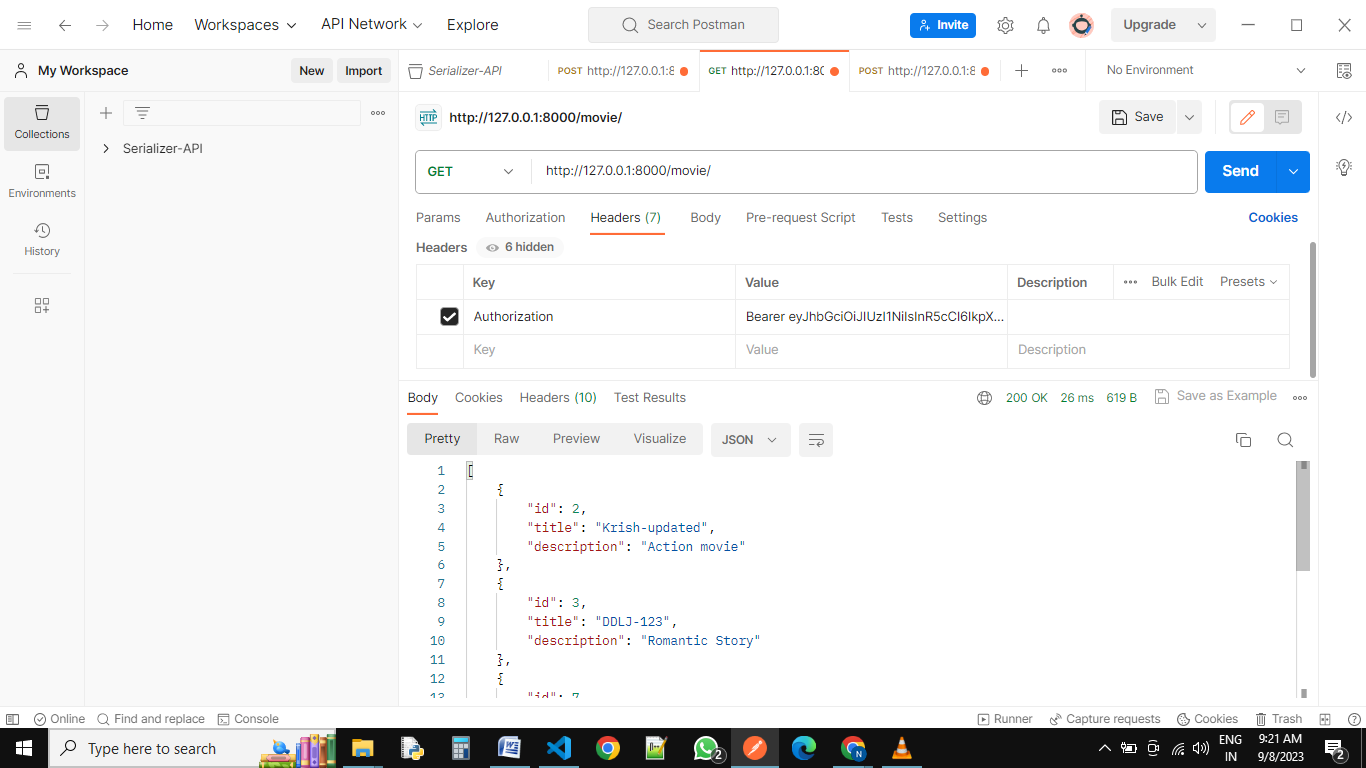 Home Workspaces API Network Explore Search Postman Invite Upgrade
My Workspace New Import Serializer-API POST http://127.0.0.1:8 GET http://127.0.0.1:80 POST http://127.0.0.1:8 No Environment
Collections
Environments
History
Serializer-API
HTTP http://127.0.0.1:8000/movie/ Save
GET http://127.0.0.1:8000/movie/ Send
Params Authorization Headers (7) Body Pre-request Script Tests Settings Cookies
Headers 6 hidden
Key Value Description Bulk Edit Presets
Authorization Bearer eyJhbGciOiJIUzI1NiIsInR5cCI6IkpX...
Key Value Description
Body Cookies Headers (10) Test Results 200 OK 26 ms 619 B Save as Example
Pretty Raw Preview Visualize JSON
1 [
2 {
3 "id": 2,
4 "title": "Krish-updated",
5 "description": "Action movie"
6 },
7 {
8 "id": 3,
9 "title": "DDLJ-123",
10 "description": "Romantic Story"
11 },
12 {
13 "id": 7
Online Find and replace Console Runner Capture requests Cookies Trash
Type here to search 2 N ENG 9:21 AM
IN 9/8/2023 2